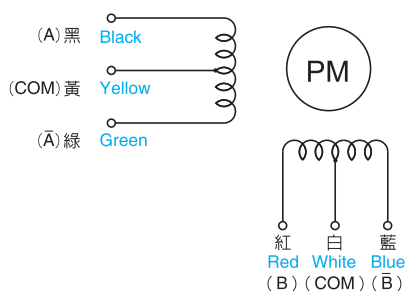 (A) 黑 Black
(COM) 黃 Yellow
(A̅) 綠 Green
PM
紅 白 藍
Red White Blue
(B) (COM) (B̅)